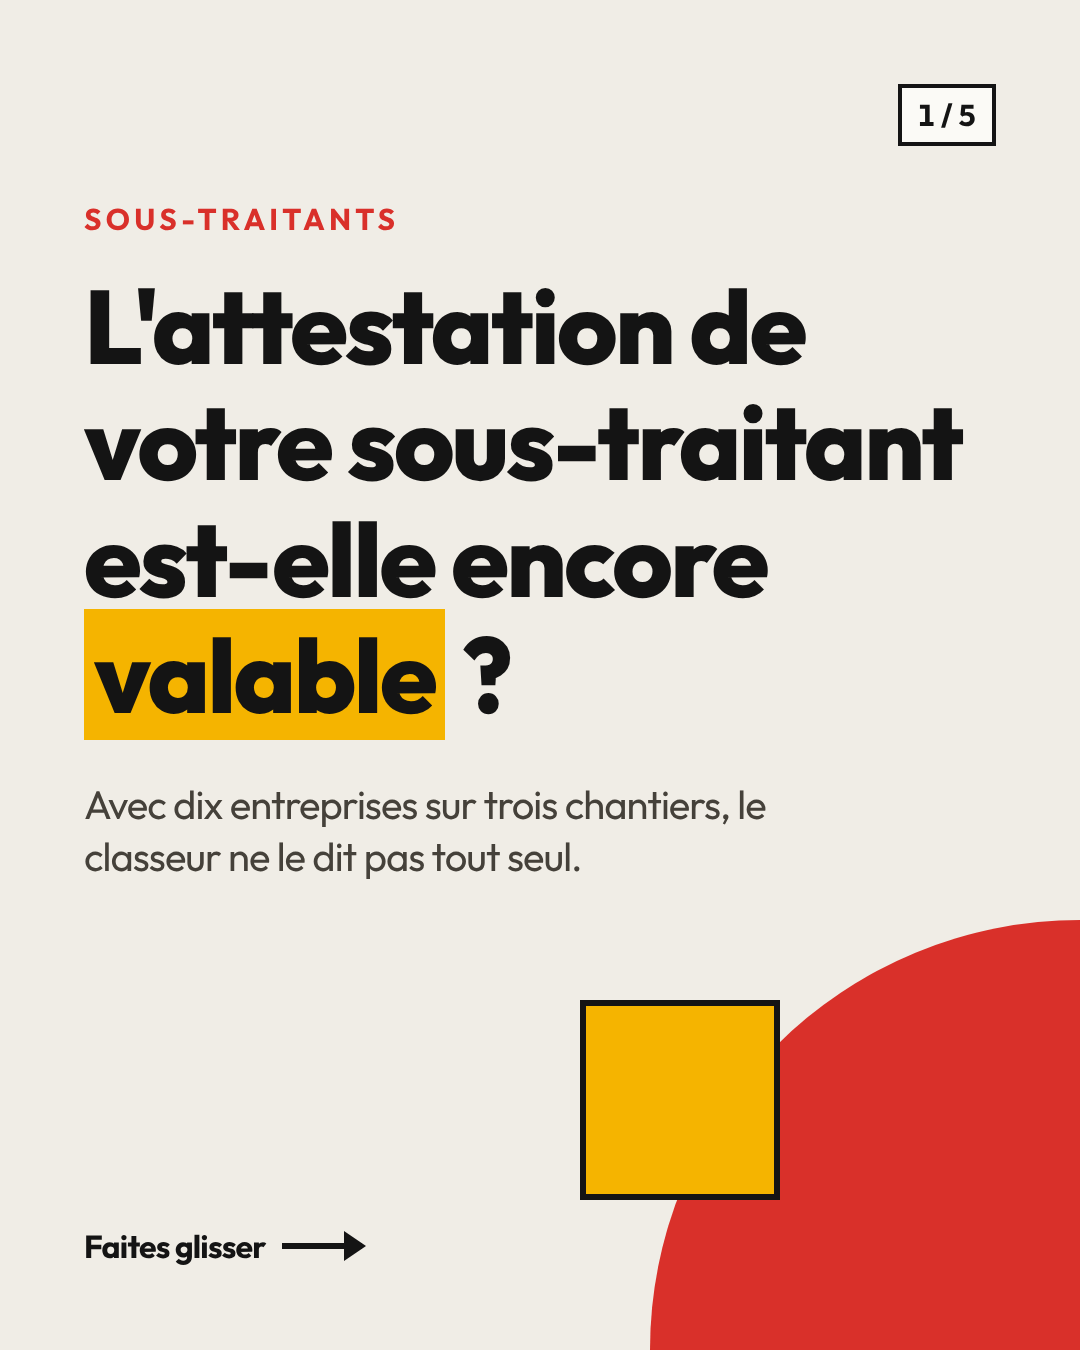 1 / 5
SOUS-TRAITANTS
L'attestation de
votre sous-traitant
est-elle encore
valable ?
Avec dix entreprises sur trois chantiers, le
classeur ne le dit pas tout seul.
Faites glisser